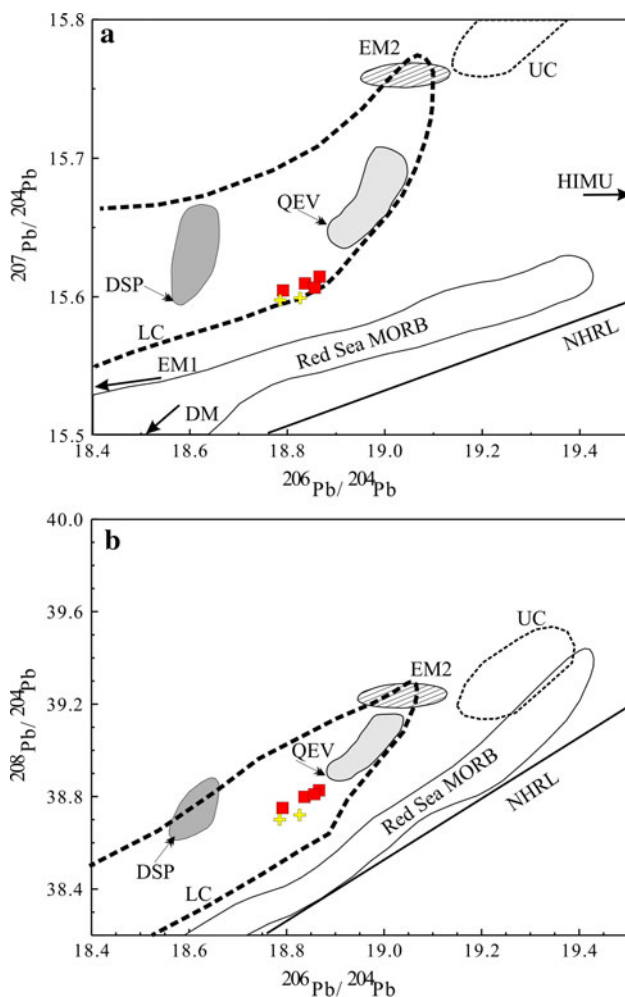 15.8
a
EM2
UC
15.7
HIMU
QEV
207Pb/ 204Pb
DSP
15.6
LC
Red Sea MORB
EM1
NHRL
DM
15.5
18.4
18.6
18.8
19.0
19.2
19.4
206Pb/ 204Pb
40.0
b
39.6
UC
EM2
39.2
208Pb/ 204Pb
QEV
38.8
Red Sea MORB
NHRL
DSP
38.4
LC
18.4
18.6
18.8
19.0
19.2
19.4
206Pb/ 204Pb